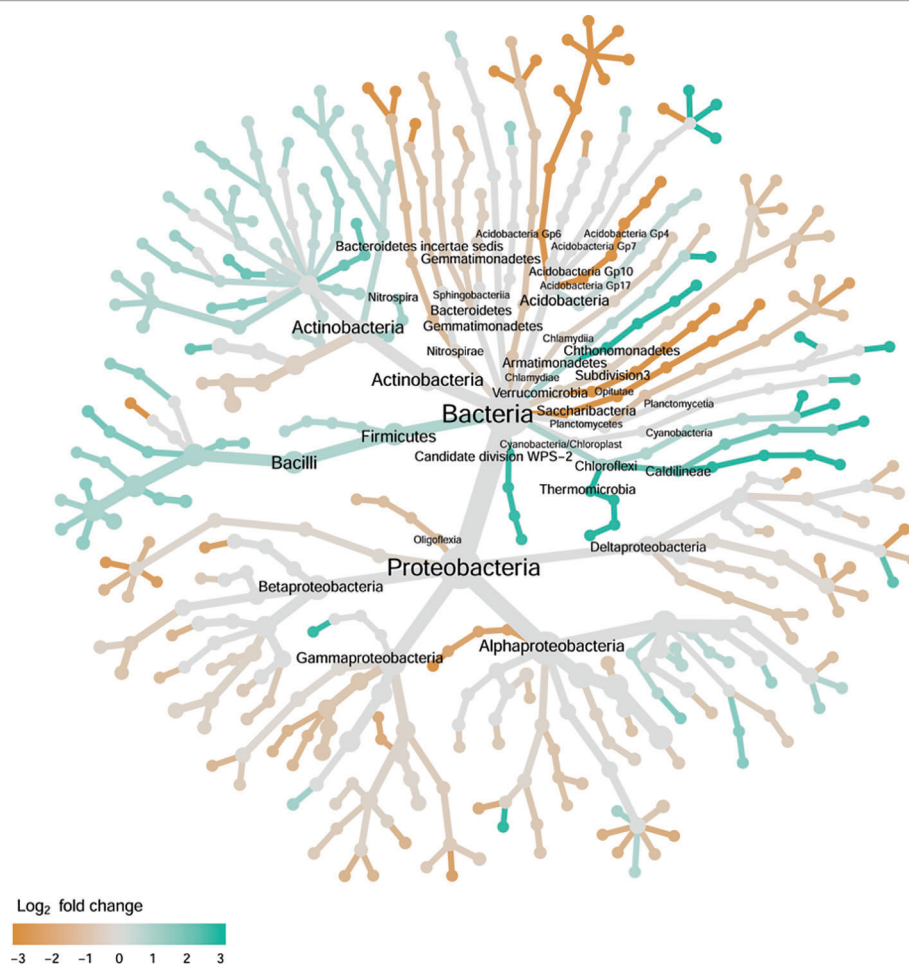 Acidobacteria Gp6
Acidobacteria Gp4
Bacteroidetes incertae sedis
Acidobacteria Gp7
Gemmatimonadetes
Acidobacteria Gp10
Acidobacteria Gp17
Nitrospira
Sphingobacteriia
Acidobacteria
Bacteroidetes
Actinobacteria
Gemmatimonadetes
Chlamydiia
Nitrospirae
Chthonomonadetes
Armatimonadetes
Actinobacteria
Chlamydiae
Subdivision3
Verrucomicrobia
Opitutae
Planctomycetia
Bacteria
Saccharibacteria
Planctomycetes
Firmicutes
Cyanobacteria
Cyanobacteria/Chloroplast
Candidate division WPS−2
Bacilli
Chloroflexi
Caldilineae
Thermomicrobia
Oligoflexia
Deltaproteobacteria
Proteobacteria
Betaproteobacteria
Alphaproteobacteria
Gammaproteobacteria
Log2 fold change
−3 −2 −1 0 1 2 3